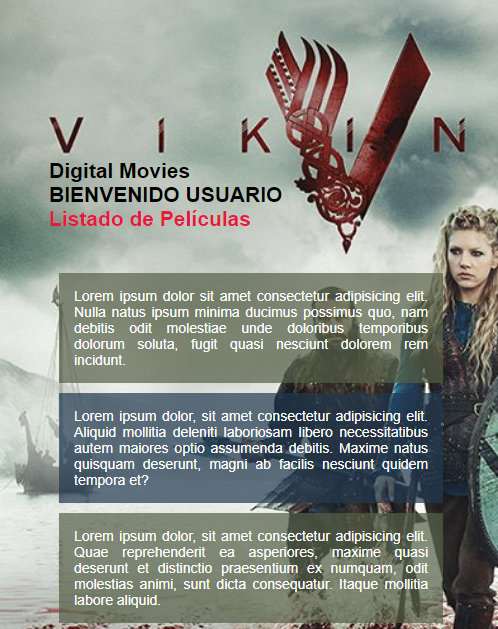 V I K I N
Digital Movies
BIENVENIDO USUARIO
Listado de Películas
Lorem ipsum dolor sit amet consectetur adipisicing elit.
Nulla natus ipsum minima ducimus possimus quo, nam
debitis odit molestiae unde doloribus temporibus
dolorum soluta, fugit quasi nesciunt dolorem rem
incidunt.
Lorem ipsum dolor, sit amet consectetur adipisicing elit.
Aliquid mollitia deleniti laboriosam libero necessitatibus
autem maiores optio assumenda debitis. Maxime natus
quisquam deserunt, magni ab facilis nesciunt quidem
tempora et?
Lorem ipsum dolor, sit amet consectetur adipisicing elit.
Quae reprehenderit ea asperiores, maxime quasi
deserunt et distinctio praesentium ex numquam, odit
molestias animi, sunt dicta consequatur. Itaque mollitia
labore aliquid.